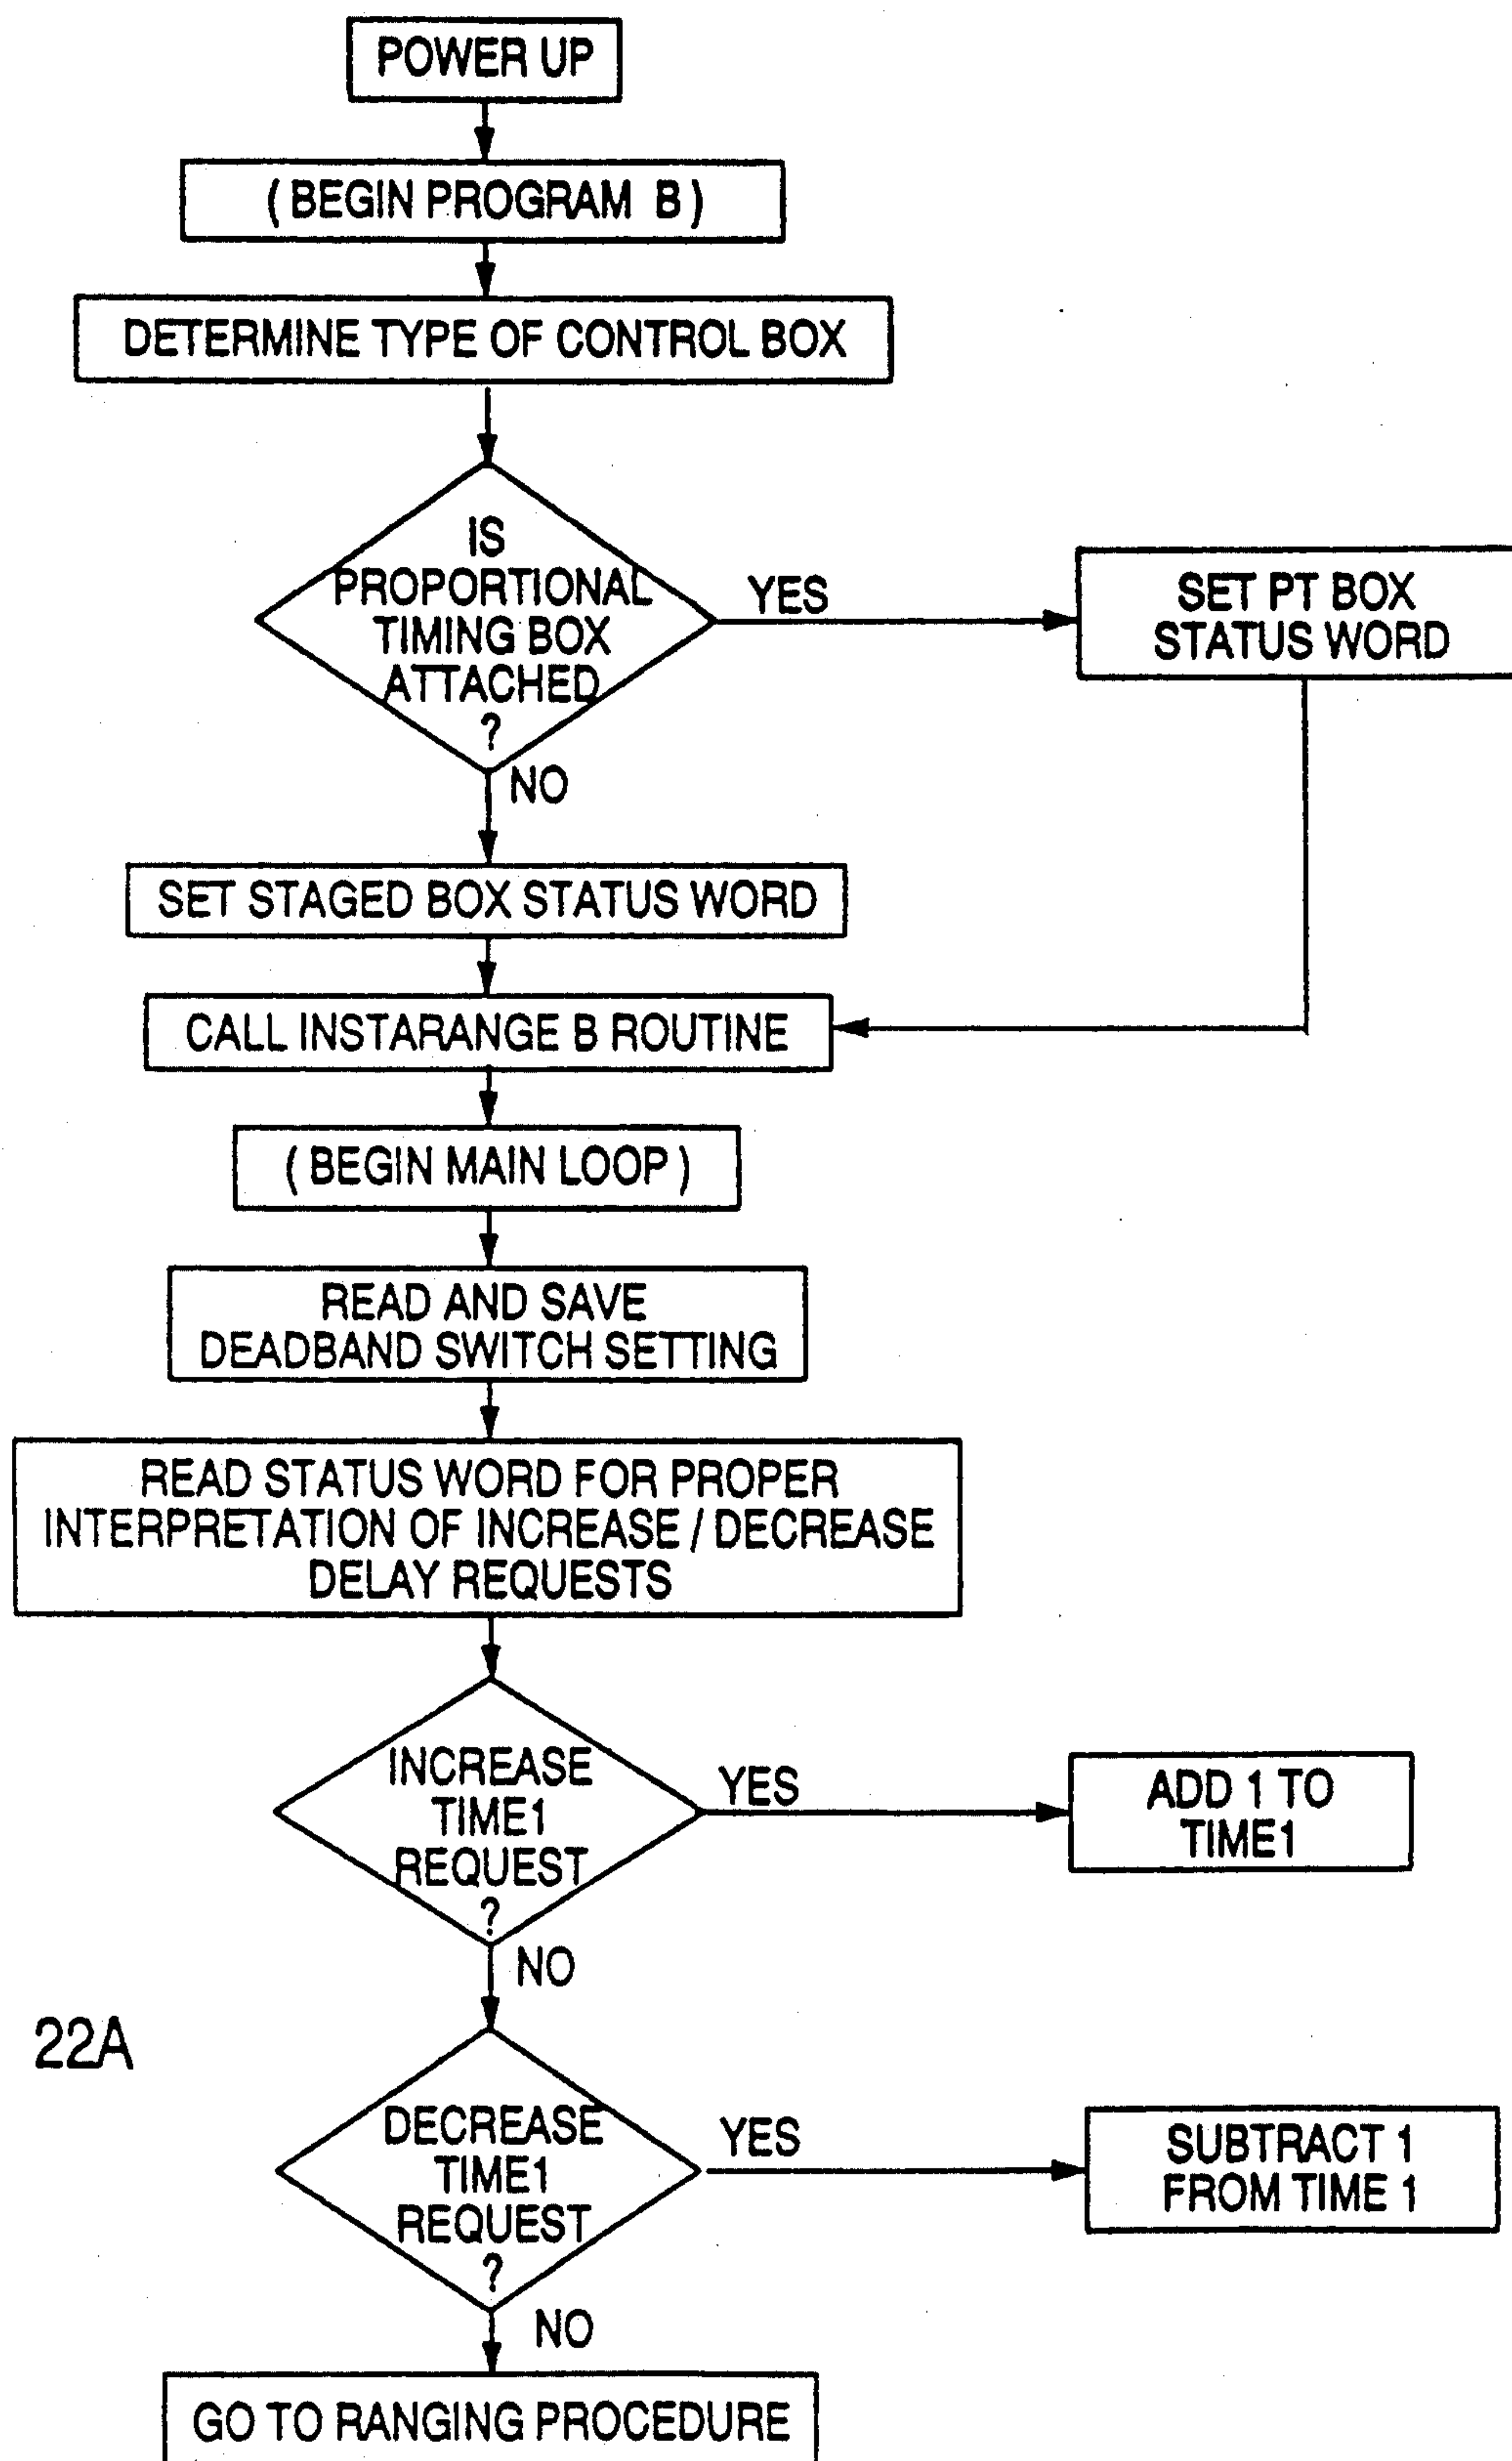 POWER UP
( BEGIN PROGRAM B )
DETERMINE TYPE OF CONTROL BOX
IS
PROPORTIONAL
TIMING BOX
ATTACHED
?
YES
SET PT BOX
STATUS WORD
NO
SET STAGED BOX STATUS WORD
CALL INSTARANGE B ROUTINE
( BEGIN MAIN LOOP )
READ AND SAVE
DEADBAND SWITCH SETTING
READ STATUS WORD FOR PROPER
INTERPRETATION OF INCREASE / DECREASE
DELAY REQUESTS
INCREASE
TIME1
REQUEST
?
YES
ADD 1 TO
TIME1
NO
22A
DECREASE
TIME1
REQUEST
?
YES
SUBTRACT 1
FROM TIME 1
NO
GO TO RANGING PROCEDURE